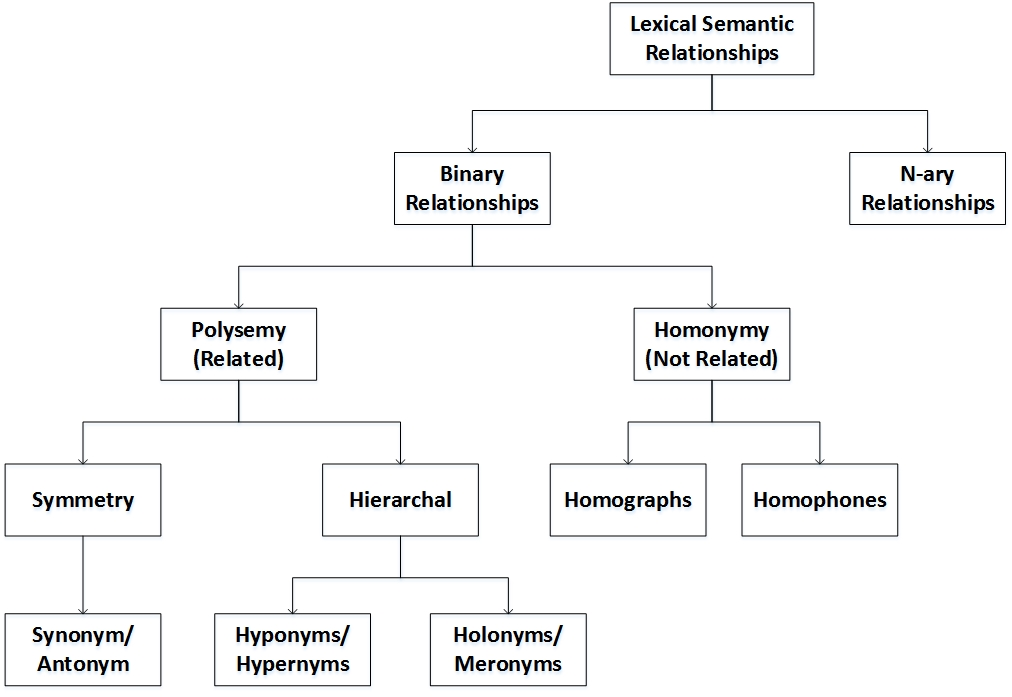 Lexical Semantic
Relationships
Binary
Relationships
N-ary
Relationships
Polysemy
(Related)
Homonymy
(Not Related)
Symmetry
Hierarchal
Homographs
Homophones
Synonym/
Antonym
Hyponyms/
Hypernyms
Holonyms/
Meronyms